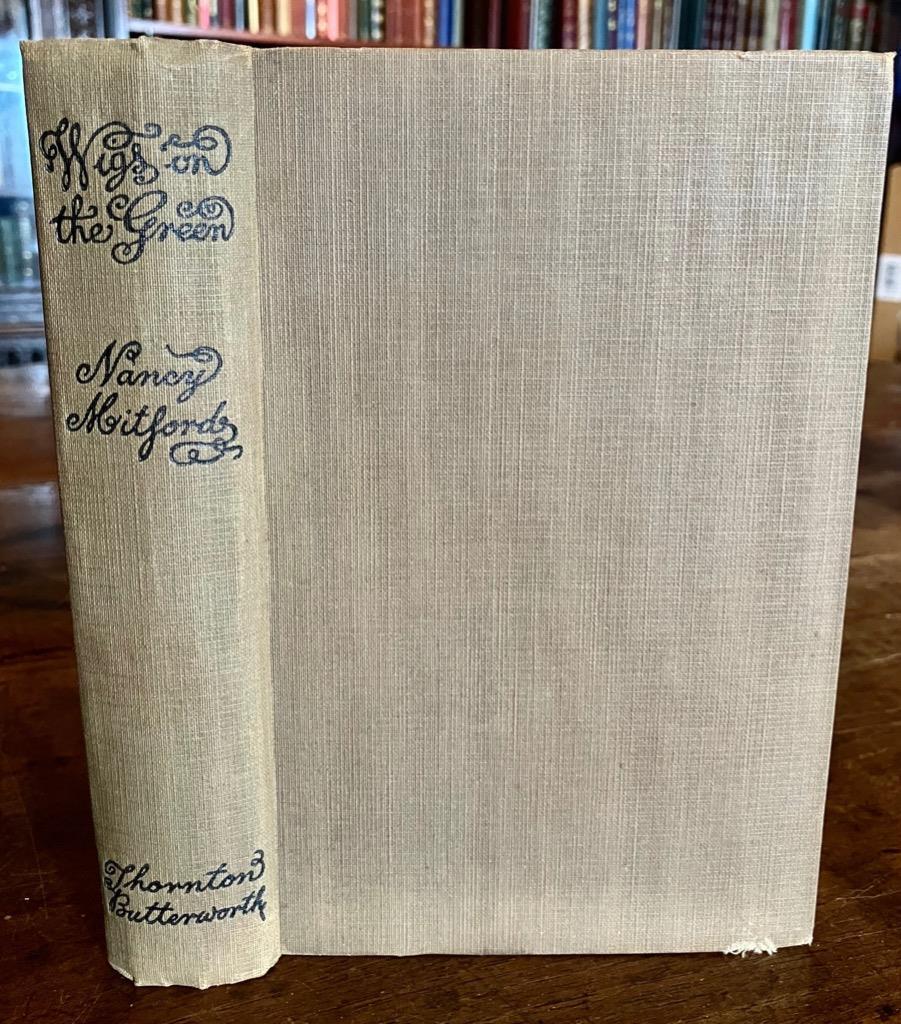 Wigs on
the Green
Nancy
Mitford
Thornton
Butterworth